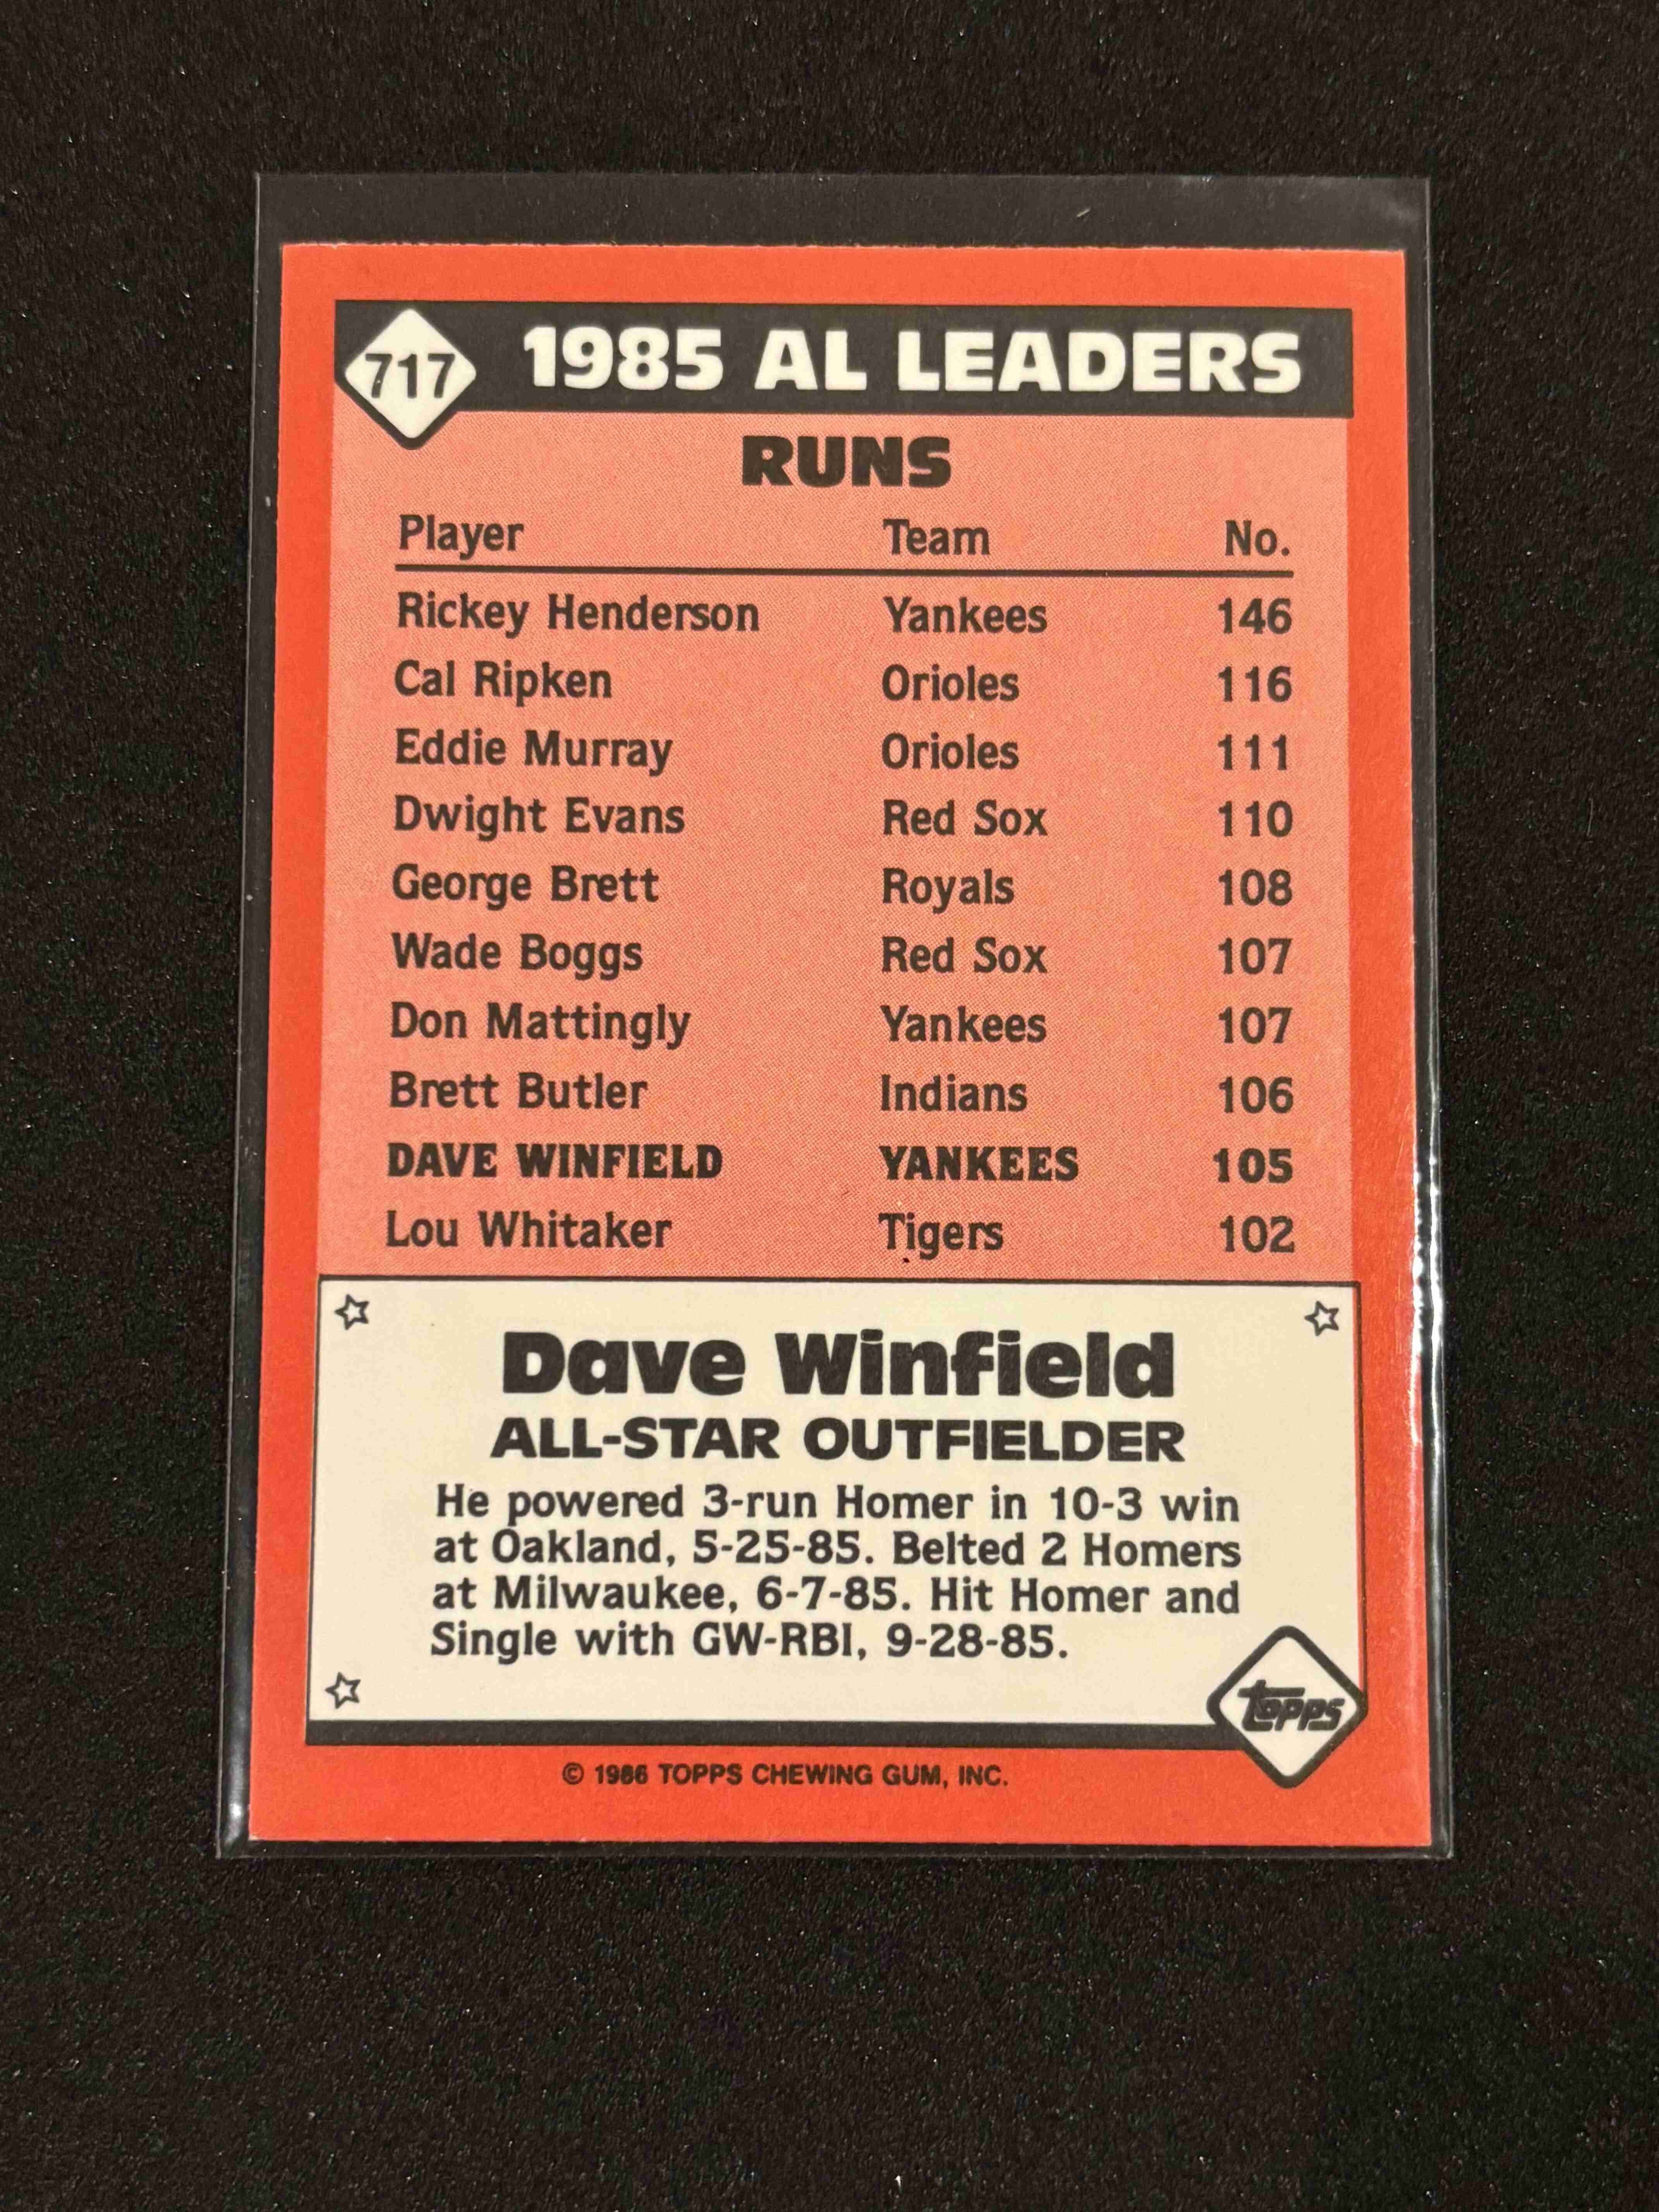 717 1985 AL LEADERS
RUNS
Player Team No.
Rickey Henderson Yankees 146
Cal Ripken Orioles 116
Eddie Murray Orioles 111
Dwight Evans Red Sox 110
George Brett Royals 108
Wade Boggs Red Sox 107
Don Mattingly Yankees 107
Brett Butler Indians 106
DAVE WINFIELD YANKEES 105
Lou Whitaker Tigers 102
Dave Winfield
ALL-STAR OUTFIELDER
He powered 3-run Homer in 10-3 win
at Oakland, 5-25-85. Belted 2 Homers
at Milwaukee, 6-7-85. Hit Homer and
Single with GW-RBI, 9-28-85.
topps
© 1986 TOPPS CHEWING GUM, INC.